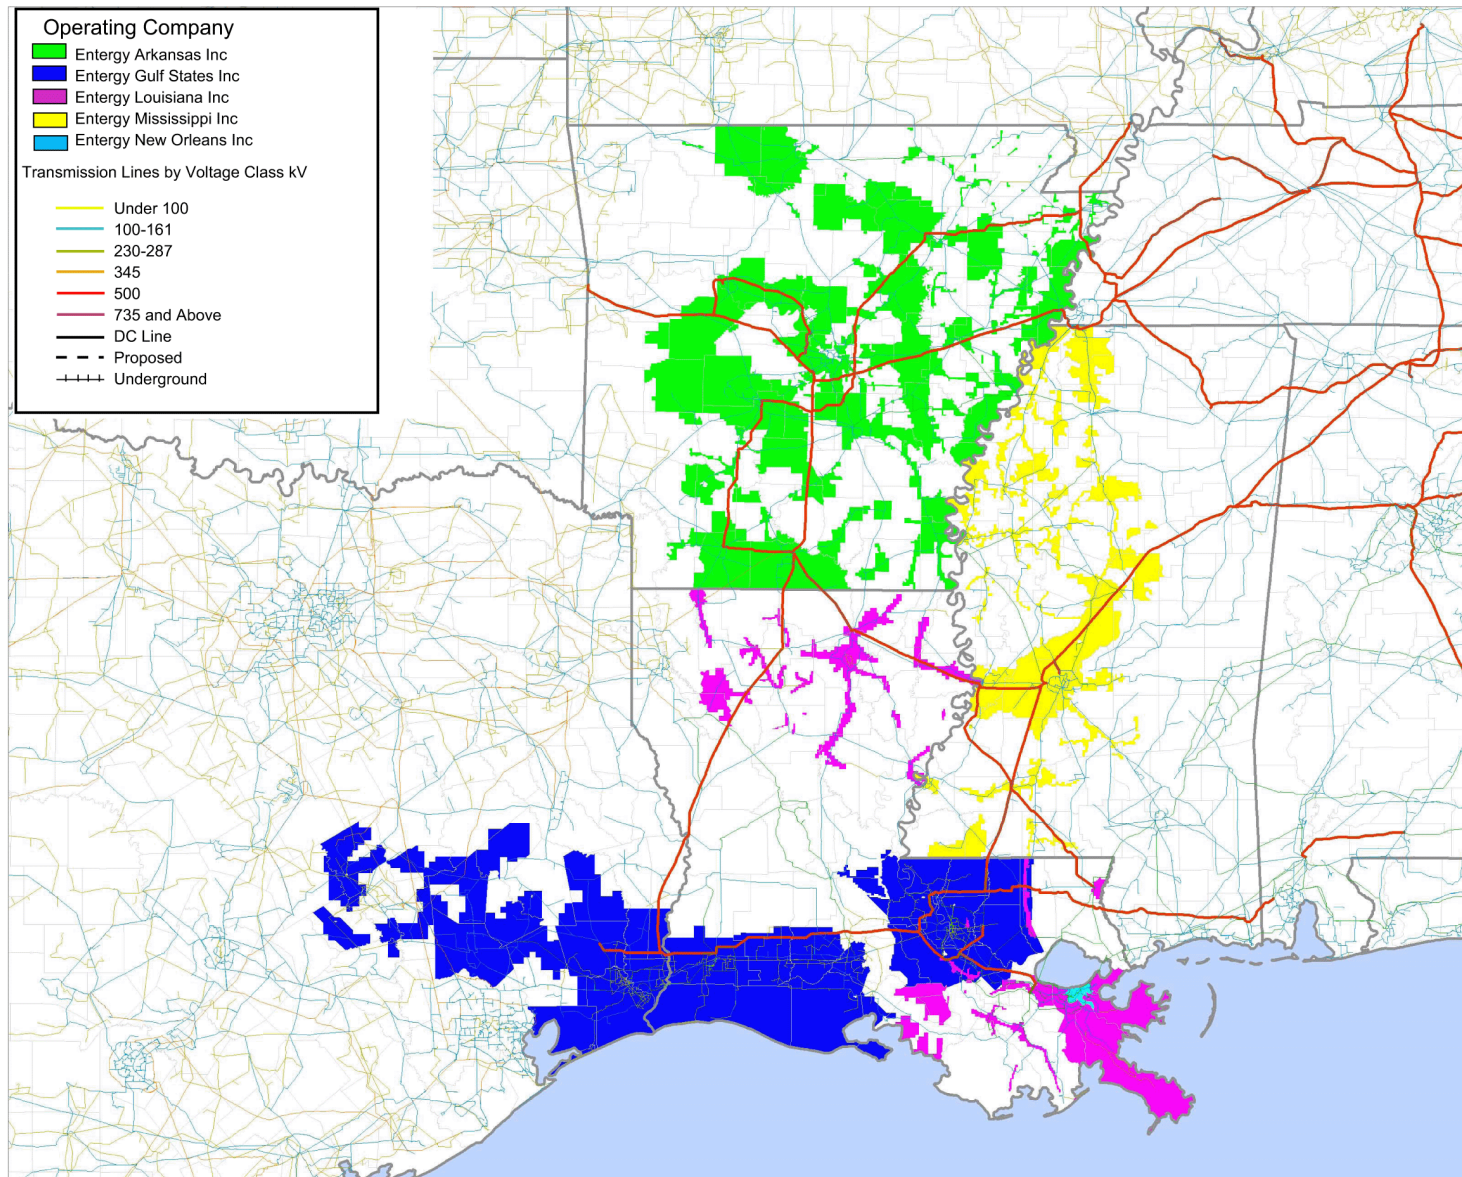 Operating Company
Entergy Arkansas Inc
Entergy Gulf States Inc
Entergy Louisiana Inc
Entergy Mississippi Inc
Entergy New Orleans Inc
Transmission Lines by Voltage Class kV
Under 100
100-161
230-287
345
500
735 and Above
DC Line
Proposed
Underground